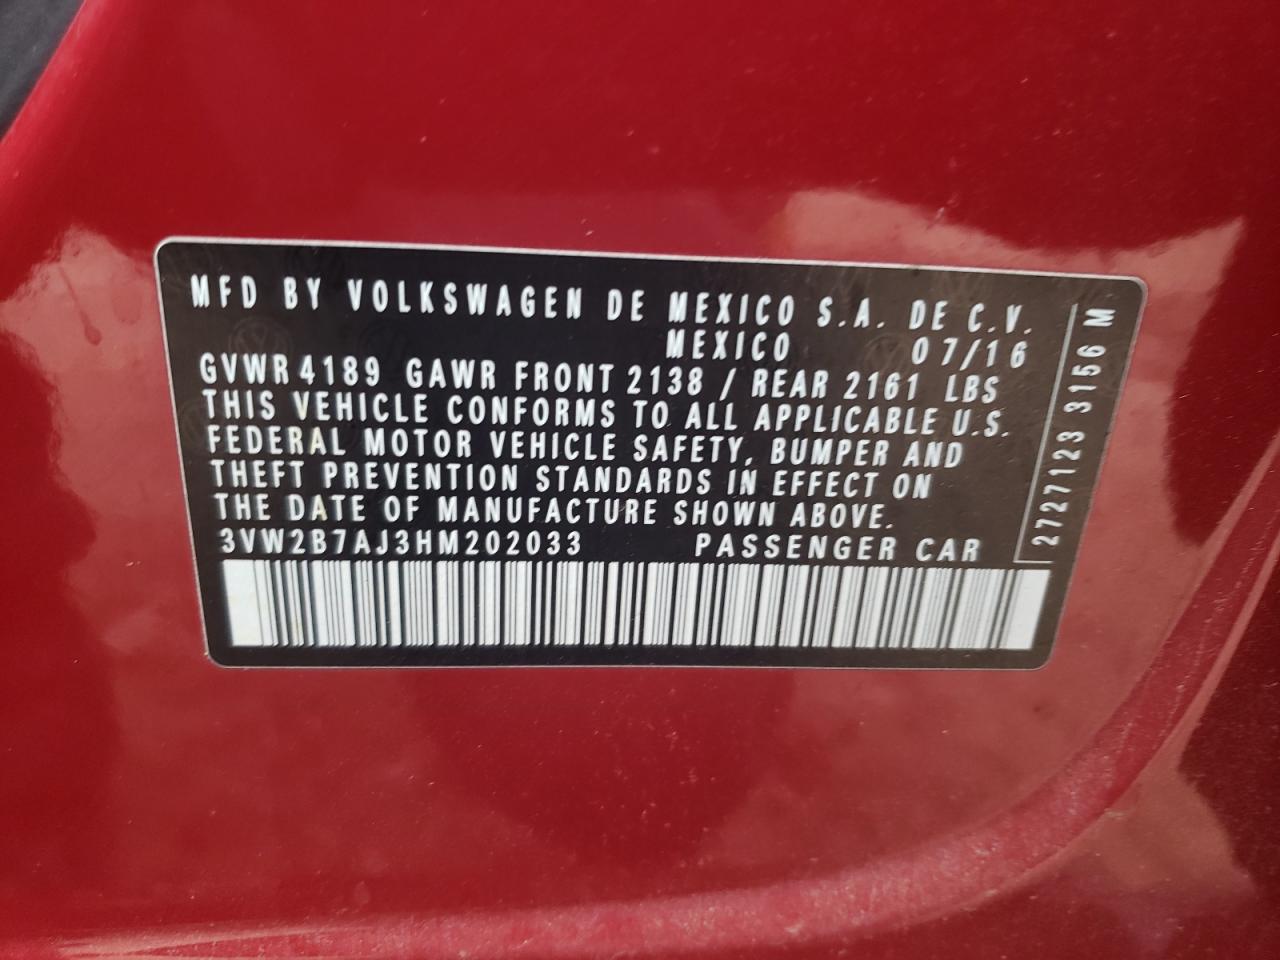 MFD BY VOLKSWAGEN DE MEXICO S.A. DE C.V.
MEXICO 07/16
GVWR 4189 GAWR FRONT 2138 / REAR 2161 LBS
THIS VEHICLE CONFORMS TO ALL APPLICABLE U.S.
FEDERAL MOTOR VEHICLE SAFETY, BUMPER AND
THEFT PREVENTION STANDARDS IN EFFECT ON
THE DATE OF MANUFACTURE SHOWN ABOVE.
3VW2B7AJ3HM202033 PASSENGER CAR
2727123 3156 M